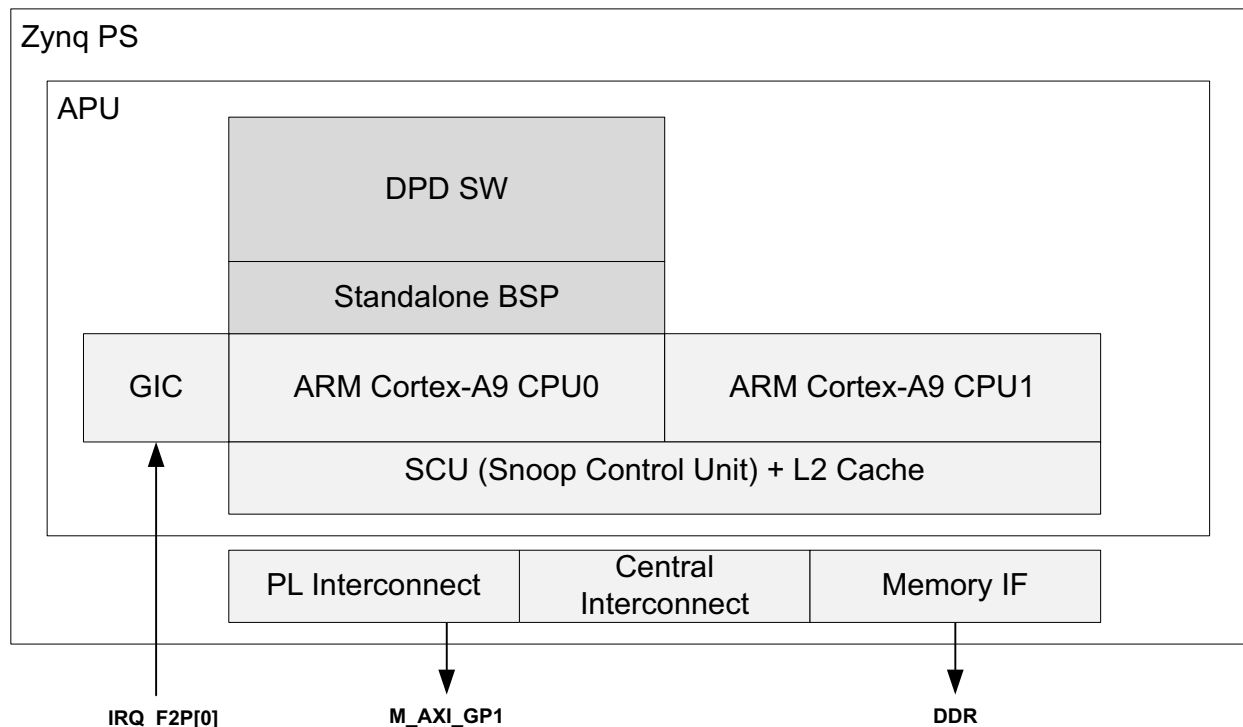 Zynq PS
APU
DPD SW
Standalone BSP
GIC
ARM Cortex-A9 CPU0
ARM Cortex-A9 CPU1
SCU (Snoop Control Unit) + L2 Cache
PL Interconnect
Central
Interconnect
Memory IF
IRQ_F2P[0]
M_AXI_GP1
DDR